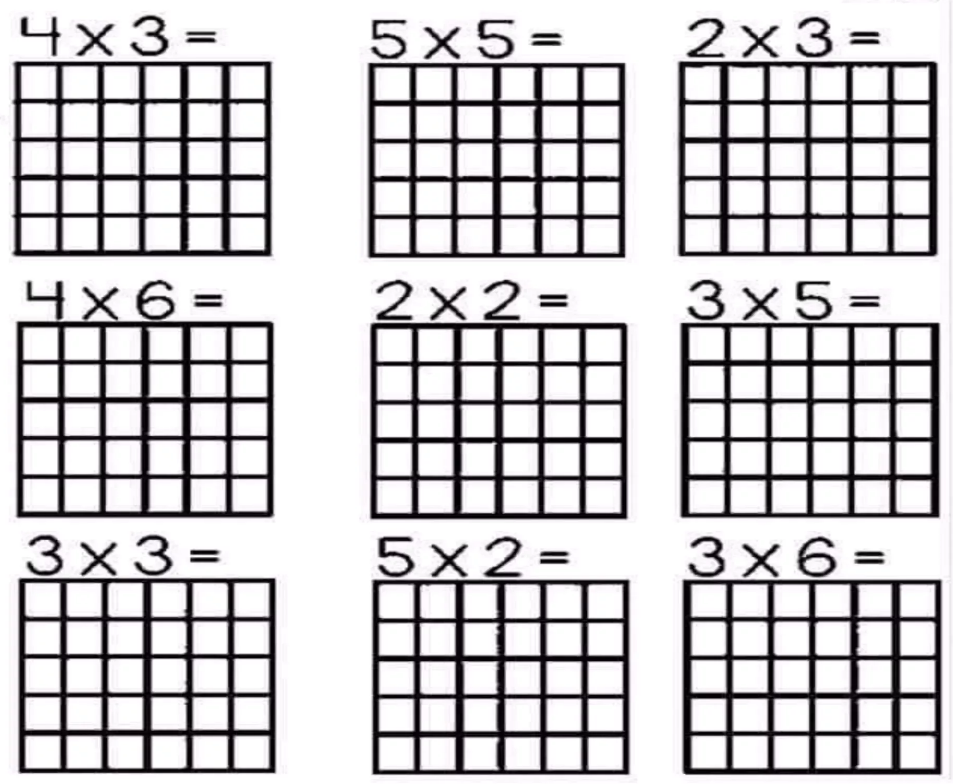 4 x 3 =
5 x 5 =
2 x 3 =
4 x 6 =
2 x 2 =
3 x 5 =
3 x 3 =
5 x 2 =
3 x 6 =